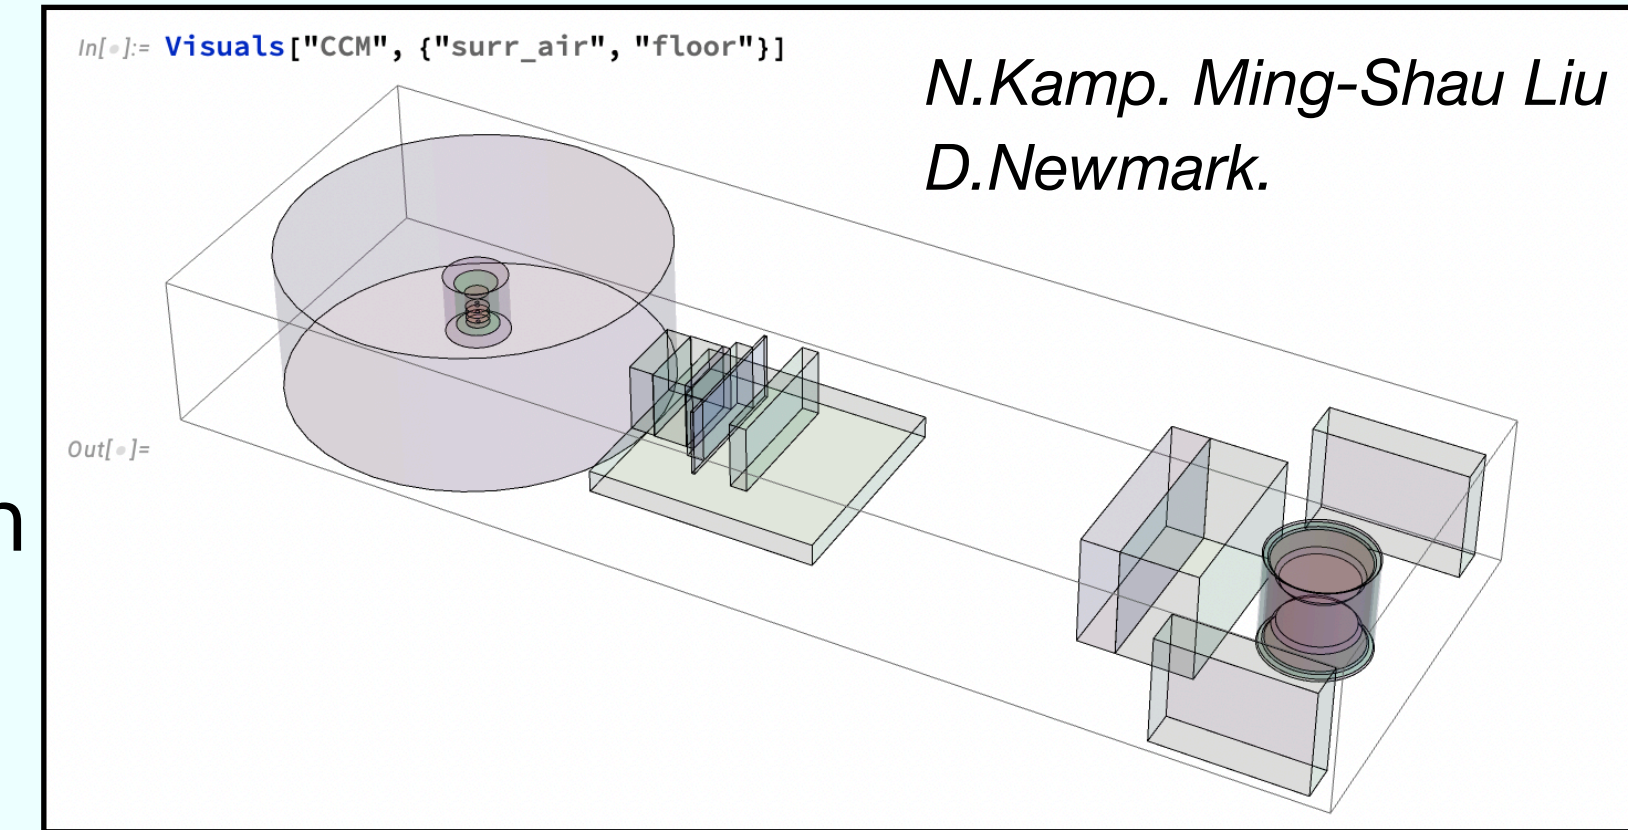 In[•]:= Visuals["CCM", {"surr_air", "floor"}]
N.Kamp. Ming-Shau Liu
D.Newmark.
Out[•]=
n